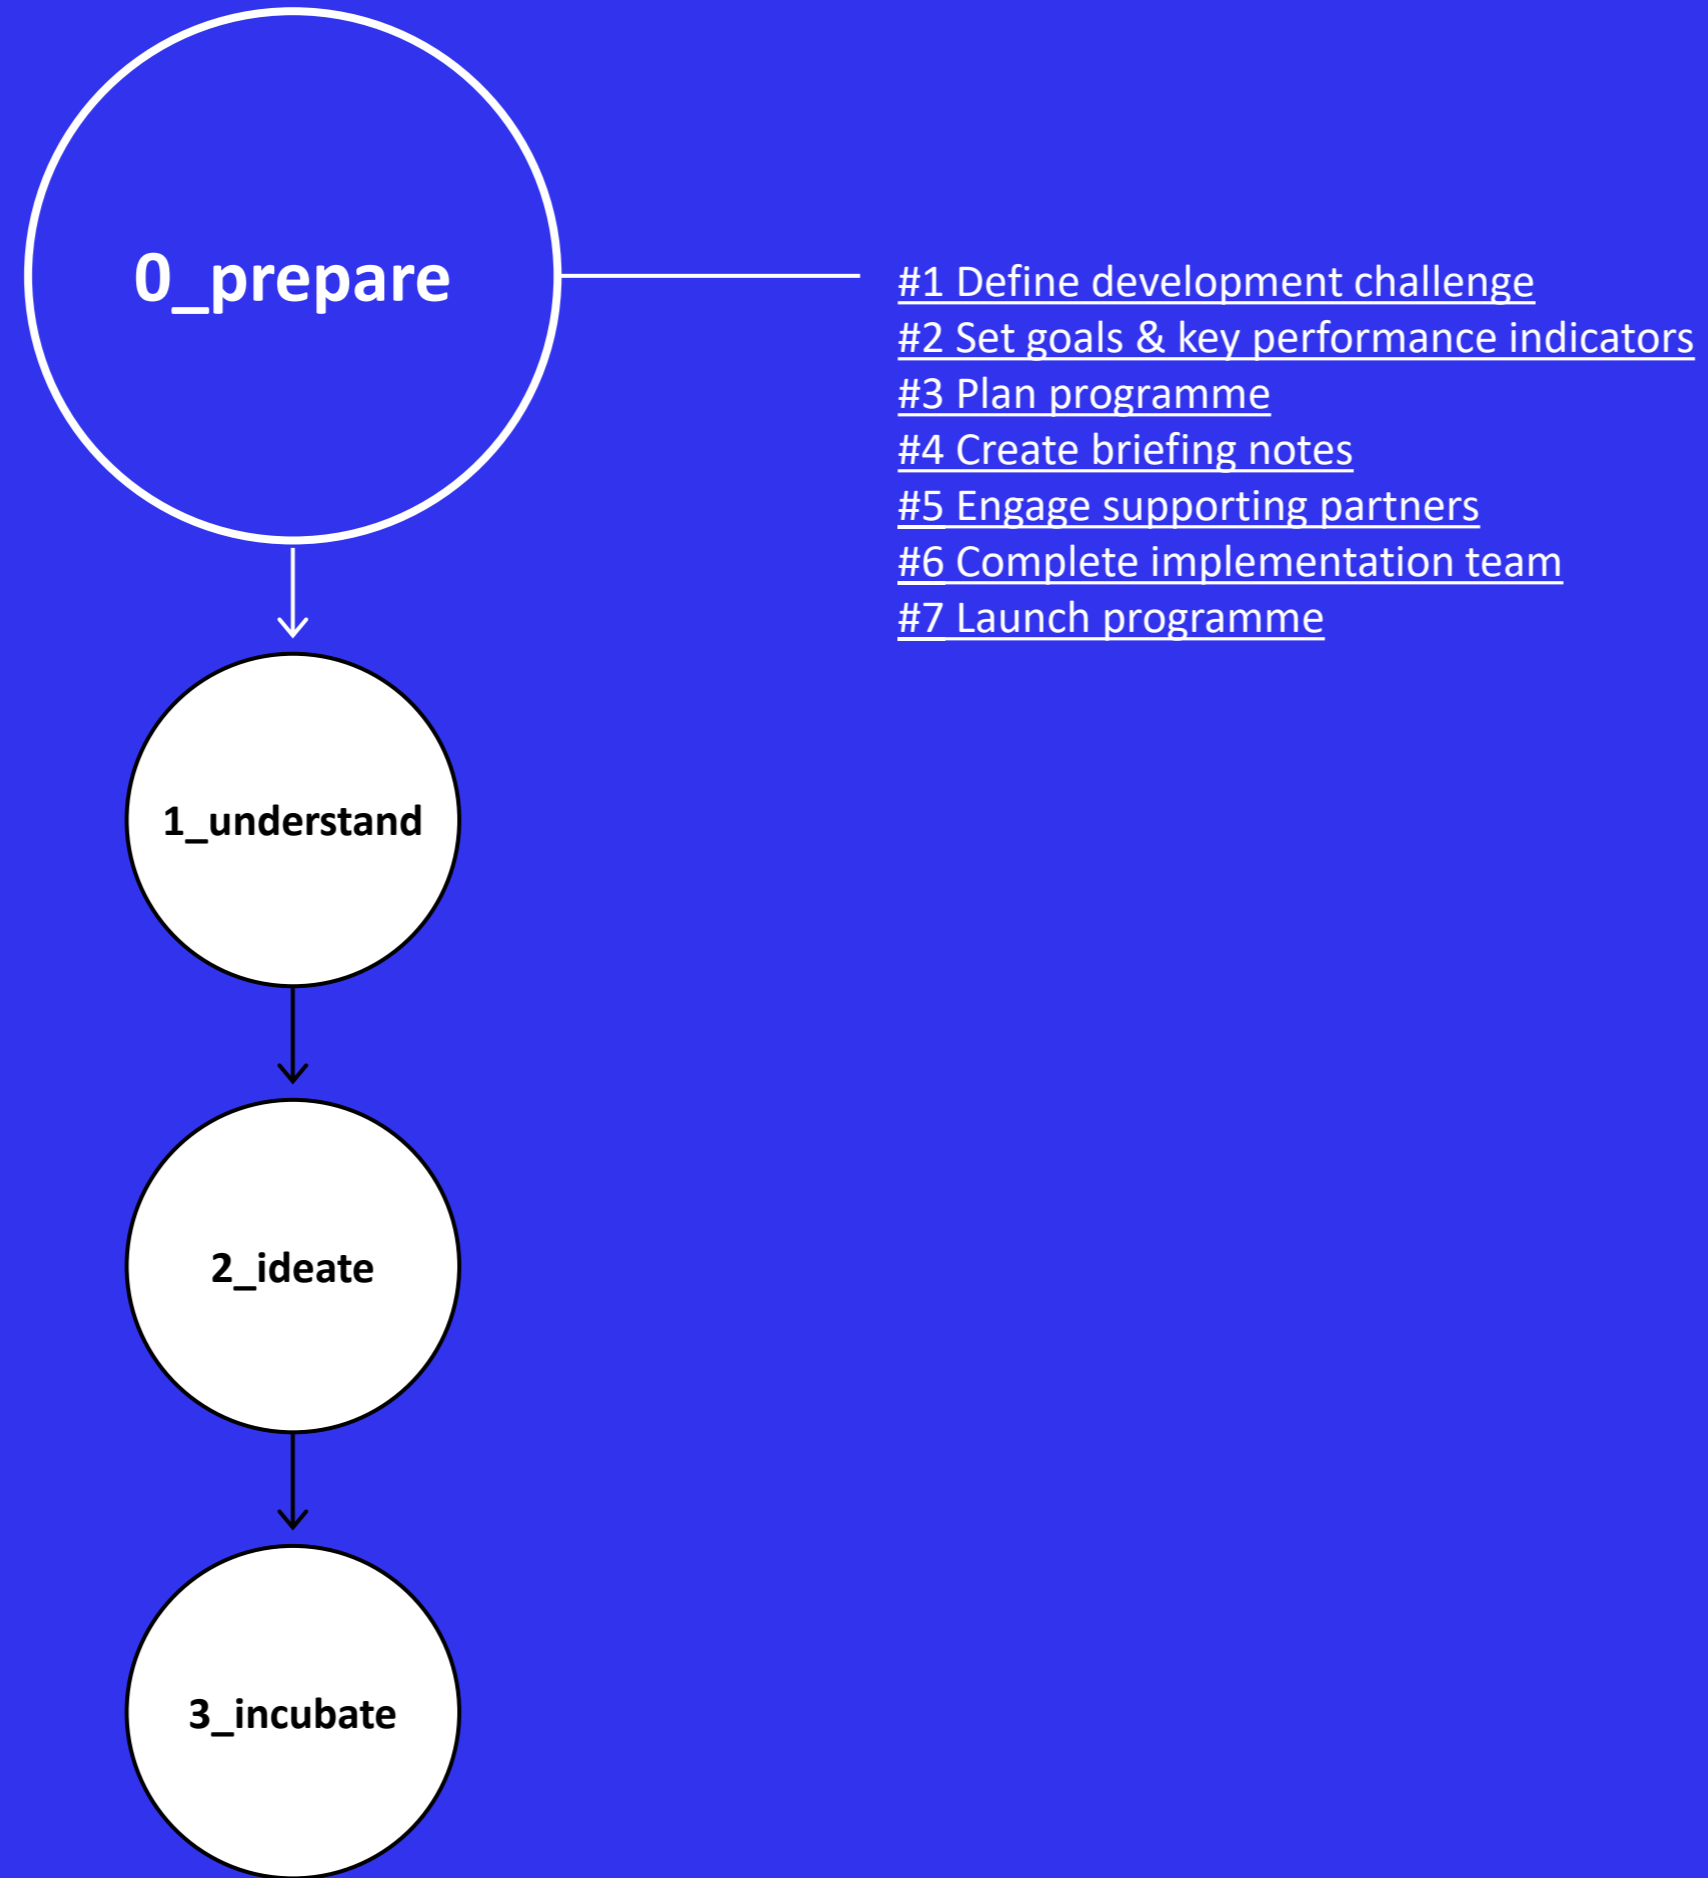 0_prepare
#1 Define development challenge
#2 Set goals & key performance indicators
#3 Plan programme
#4 Create briefing notes
#5 Engage supporting partners
#6 Complete implementation team
#7 Launch programme
1_understand
2_ideate
3_incubate